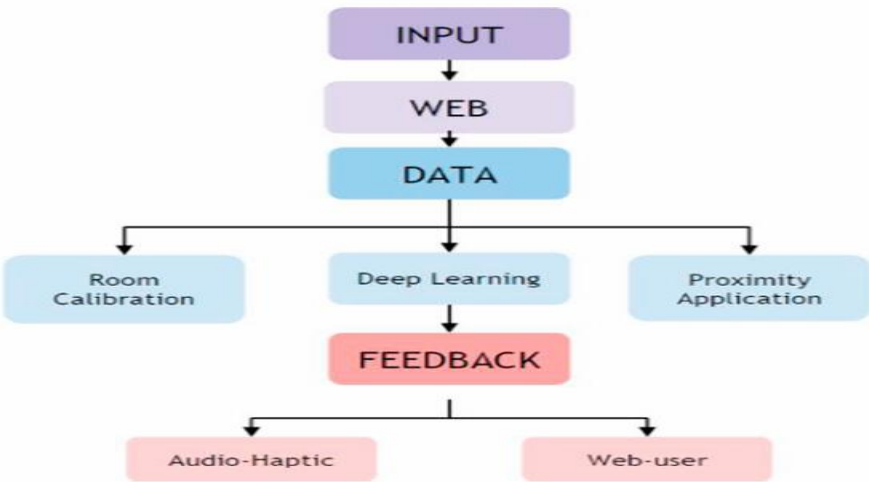 INPUT
WEB
DATA
Room
Calibration
Deep Learning
Proximity
Application
FEEDBACK
Audio-Haptic
Web-user